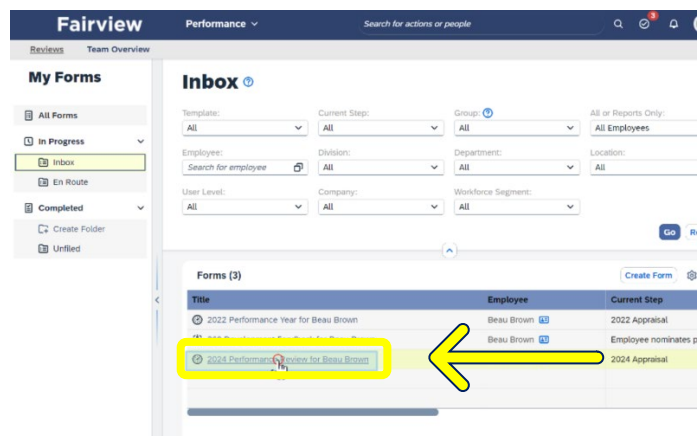 Fairview Performance Search for actions or people 3
Reviews Team Overview
My Forms
All Forms
In Progress
Inbox
En Route
Completed
Create Folder
Unfiled
Inbox
Template: Current Step: Group: All or Reports Only:
All All All All Employees
Employee: Division: Department: Location:
Search for employee All All All
User Level: Company: Workforce Segment:
All All All
Go
Forms (3) Create Form
Title Employee Current Step
2022 Performance Year for Beau Brown Beau Brown 2022 Appraisal
Beau Brown Employee nominates
2024 Performance Review for Beau Brown 2024 Appraisal